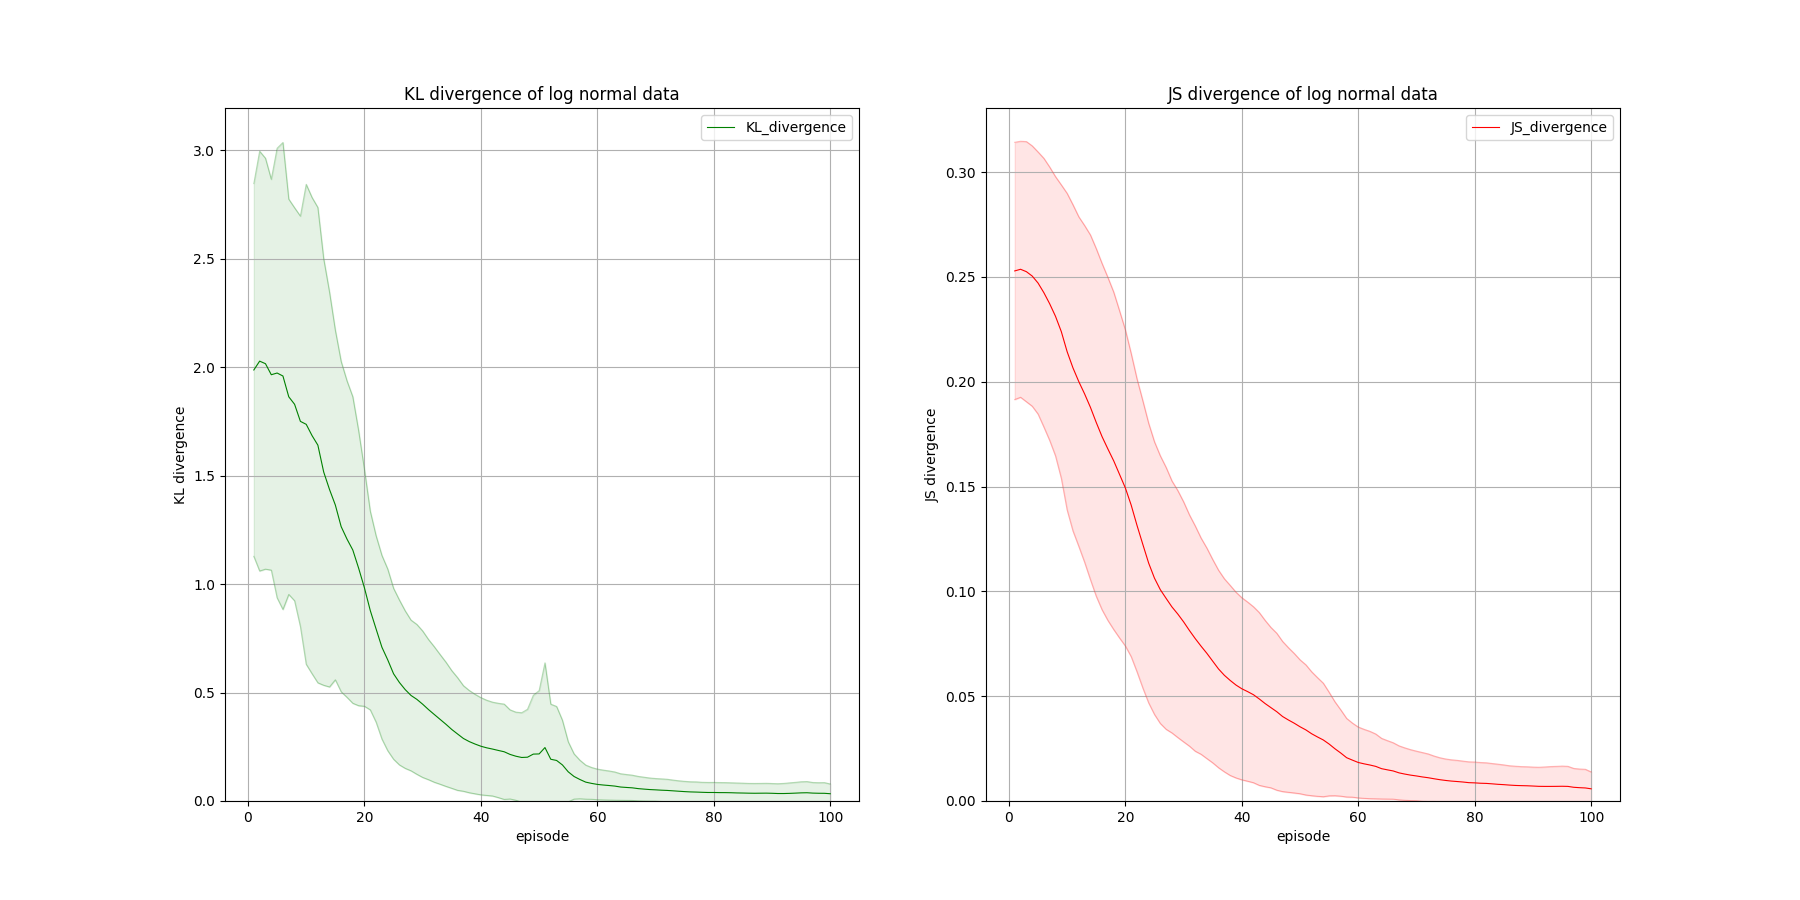 KL divergence of log normal data
KL_divergence
3.0
2.5
2.0
1.5
1.0
0.5
0.0
KL divergence
0 20 40 60 80 100
episode
JS divergence of log normal data
JS_divergence
0.30
0.25
0.20
0.15
0.10
0.05
0.00
JS divergence
0 20 40 60 80 100
episode